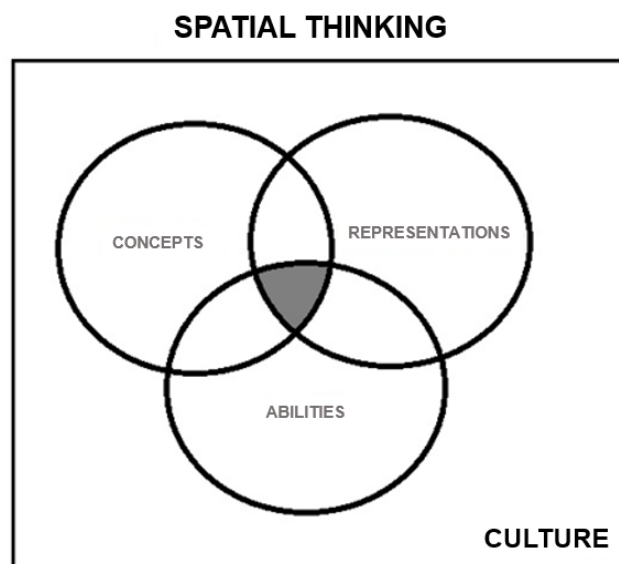 SPATIAL THINKING
CONCEPTS
REPRESENTATIONS
ABILITIES
CULTURE